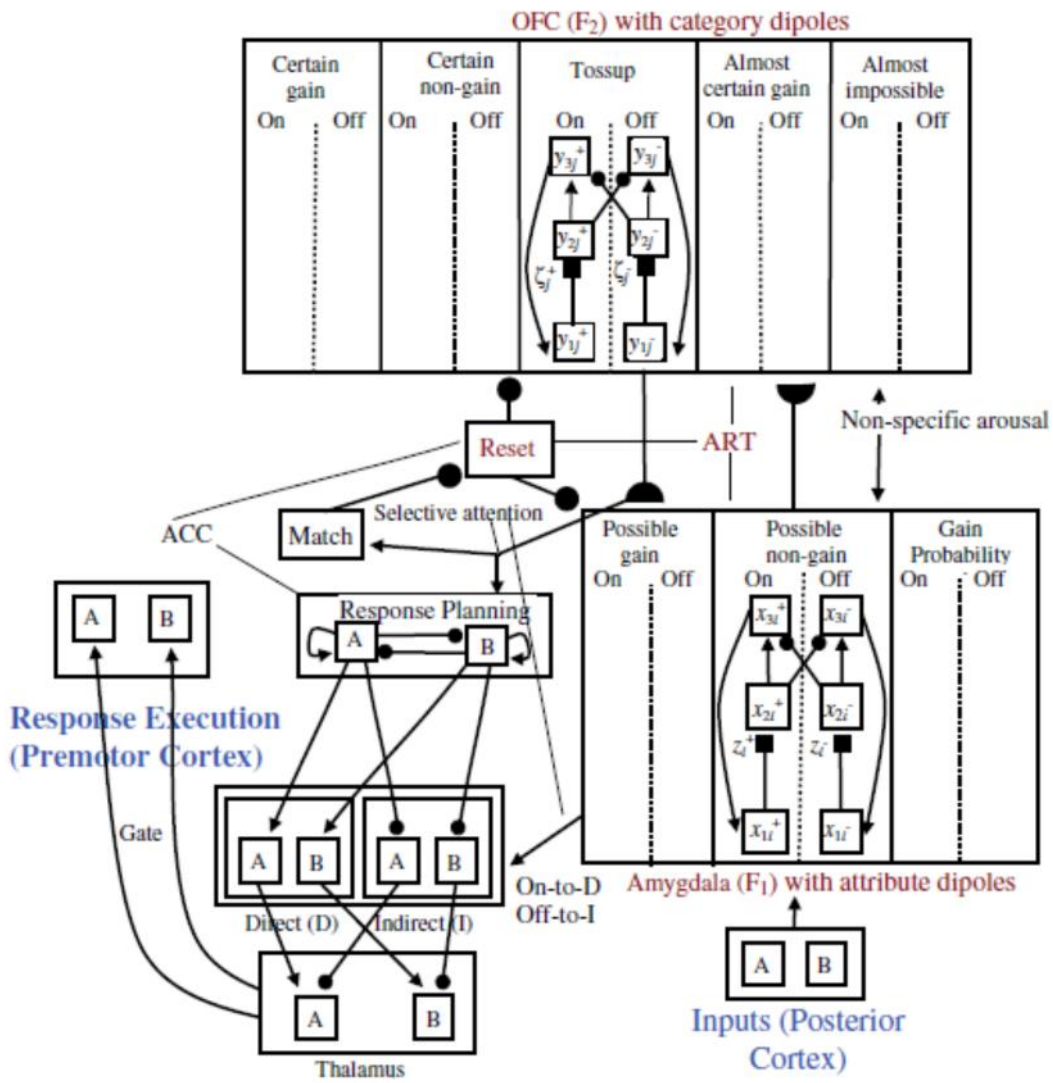 OFC (F₂) with category dipoles
Certain gain
On Off
Certain non-gain
On Off
Tossup
On Off
y₃ⱼ⁺ y₃ⱼ⁻
y₂ⱼ⁺ y₂ⱼ⁻
ζⱼ⁺ ζⱼ⁻
y₁ⱼ⁺ y₁ⱼ⁻
Almost certain gain
On Off
Almost impossible
On Off
Reset
ART
Non-specific arousal
ACC
Match
Selective attention
Response Planning
A B
A B
Response Execution
(Premotor Cortex)
Gate
A B A B
Direct (D) Indirect (I)
On-to-D
Off-to-I
A B
Thalamus
Possible gain
On Off
Possible non-gain
On Off
x₃ᵢ⁺ x₃ᵢ⁻
x₂ᵢ⁺ x₂ᵢ⁻
zᵢ⁺ zᵢ⁻
x₁ᵢ⁺ x₁ᵢ⁻
Gain Probability
On Off
Amygdala (F₁) with attribute dipoles
A B
Inputs (Posterior
Cortex)